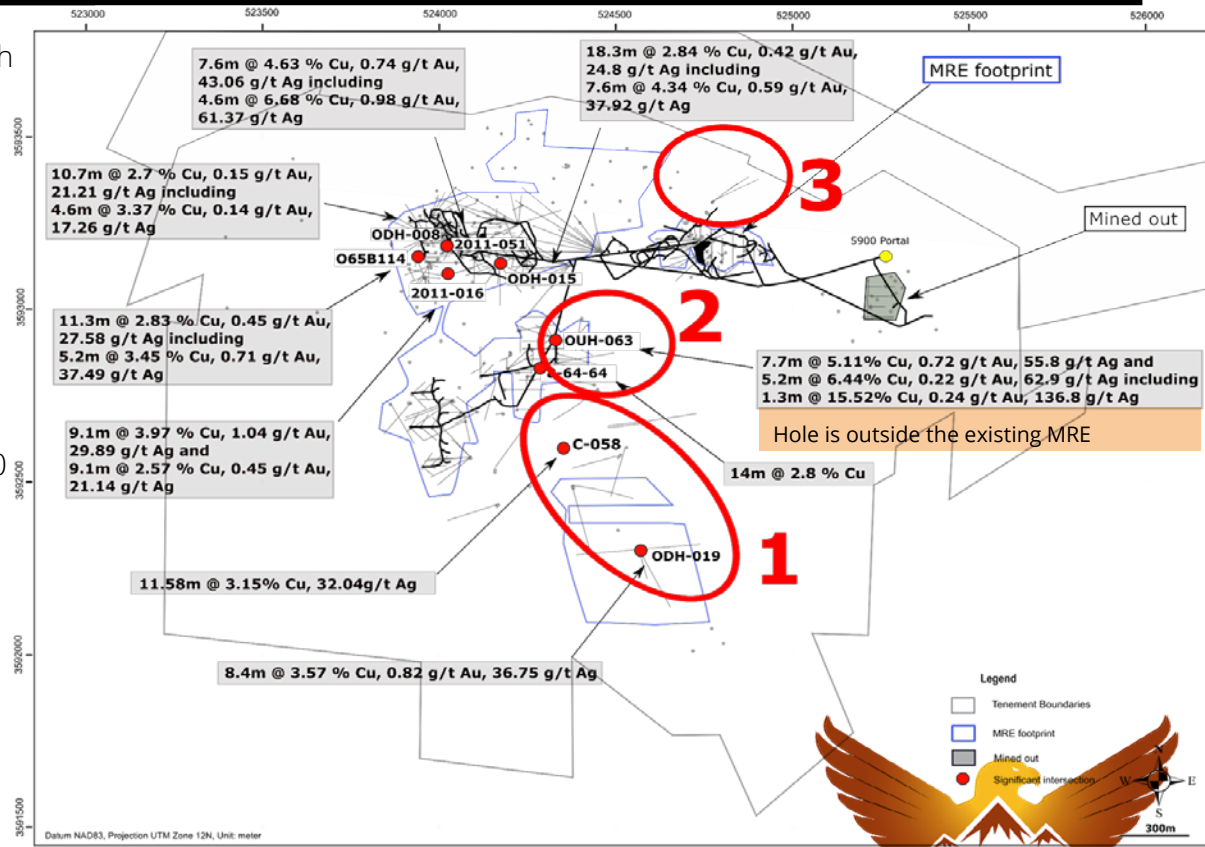 523000
523500
524000
524500
525000
525500
526000
h
3593500
3593000
3592500
3592000
3591500
7.6m @ 4.63 % Cu, 0.74 g/t Au,
43.06 g/t Ag including
4.6m @ 6.68 % Cu, 0.98 g/t Au,
61.37 g/t Ag
18.3m @ 2.84 % Cu, 0.42 g/t Au,
24.8 g/t Ag including
7.6m @ 4.34 % Cu, 0.59 g/t Au,
37.92 g/t Ag
MRE footprint
3
10.7m @ 2.7 % Cu, 0.15 g/t Au,
21.21 g/t Ag including
4.6m @ 3.37 % Cu, 0.14 g/t Au,
17.26 g/t Ag
Mined out
ODH-008
2011-051
5900 Portal
O65B114
ODH-015
2011-016
11.3m @ 2.83 % Cu, 0.45 g/t Au,
27.58 g/t Ag including
5.2m @ 3.45 % Cu, 0.71 g/t Au,
37.49 g/t Ag
2
OUH-063
-64-64
7.7m @ 5.11% Cu, 0.72 g/t Au, 55.8 g/t Ag and
5.2m @ 6.44% Cu, 0.22 g/t Au, 62.9 g/t Ag including
1.3m @ 15.52% Cu, 0.24 g/t Au, 136.8 g/t Ag
Hole is outside the existing MRE
9.1m @ 3.97 % Cu, 1.04 g/t Au,
29.89 g/t Ag and
9.1m @ 2.57 % Cu, 0.45 g/t Au,
21.14 g/t Ag
0
C-058
14m @ 2.8 % Cu
1
ODH-019
11.58m @ 3.15% Cu, 32.04g/t Ag
8.4m @ 3.57 % Cu, 0.82 g/t Au, 36.75 g/t Ag
Legend
Tenement Boundaries
MRE footprint
Mined out
Significant intersection
N
W
E
S
300m
Datum NAD83, Projection UTM Zone 12N, Unit: meter